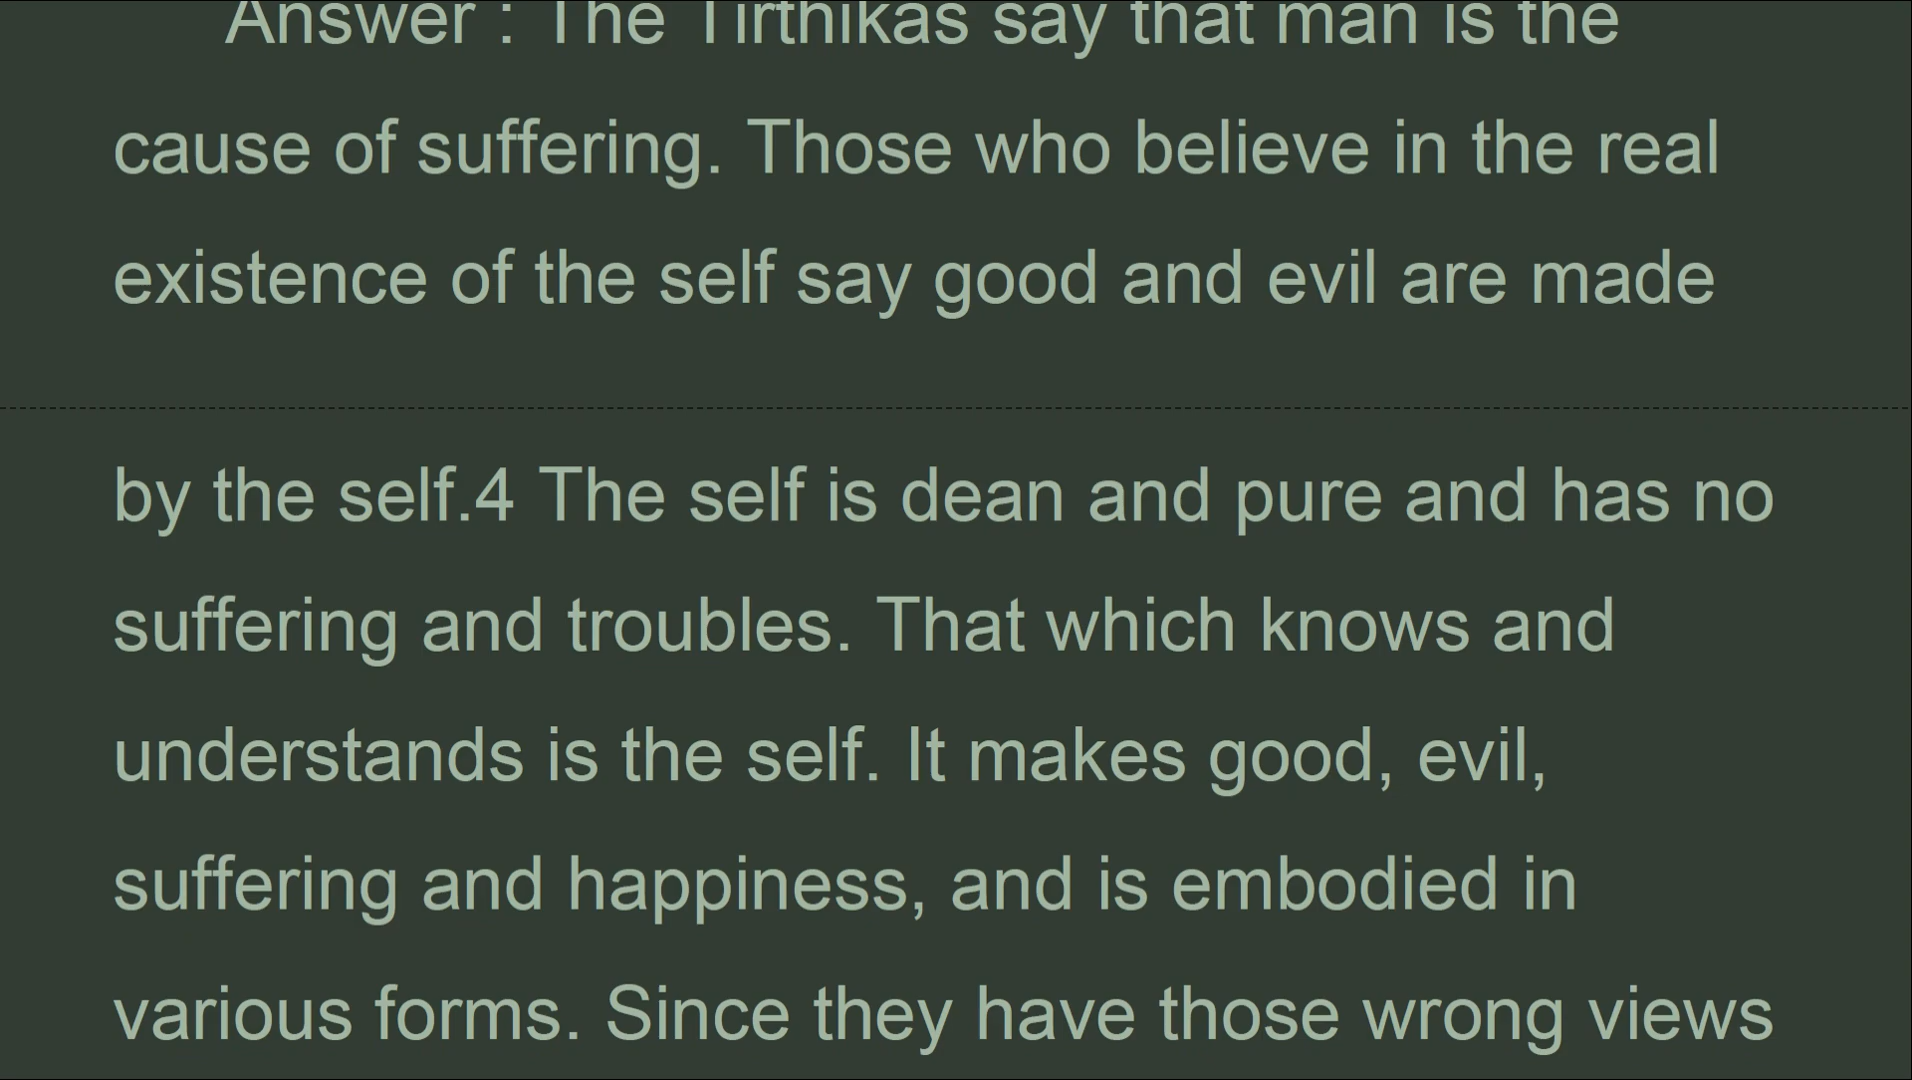 Answer : The Tirthikas say that man is the
cause of suffering. Those who believe in the real
existence of the self say good and evil are made
by the self.4 The self is dean and pure and has no
suffering and troubles. That which knows and
understands is the self. It makes good, evil,
suffering and happiness, and is embodied in
various forms. Since they have those wrong views